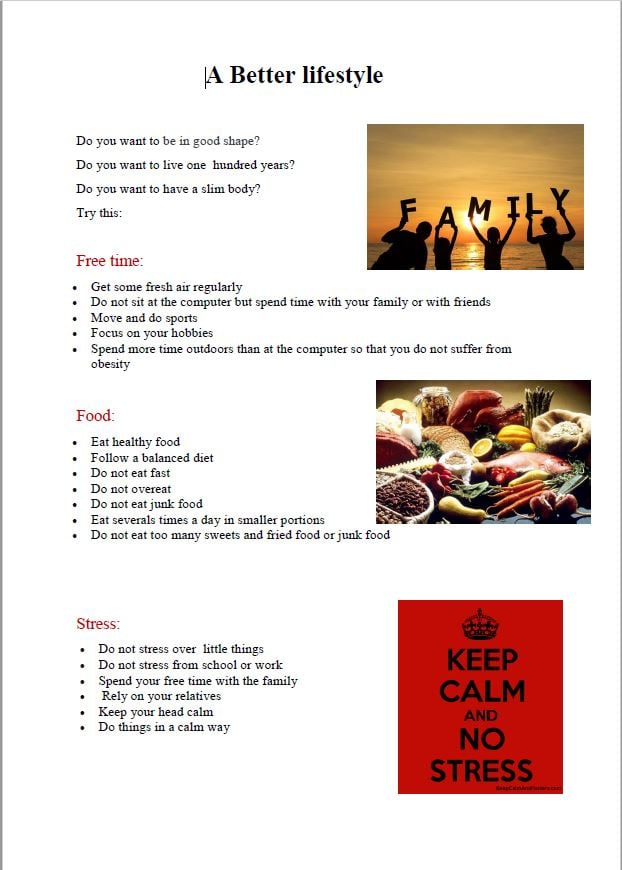 A Better lifestyle
Do you want to be in good shape?
Do you want to live one  hundred years?
Do you want to have a slim body?
Try this:
FAMILY
Free time:
• Get some fresh air regularly
• Do not sit at the computer but spend time with your family or with friends
• Move and do sports
• Focus on your hobbies
• Spend more time outdoors than at the computer so that you do not suffer from
obesity
Food:
• Eat healthy food
• Follow a balanced diet
• Do not eat fast
• Do not overeat
• Do not eat junk food
• Eat severals times a day in smaller portions
• Do not eat too many sweets and fried food or junk food
Stress:
• Do not stress over  little things
• Do not stress from school or work
• Spend your free time with the family
• Rely on your relatives
• Keep your head calm
• Do things in a calm way
KEEP
CALM
AND
NO
STRESS